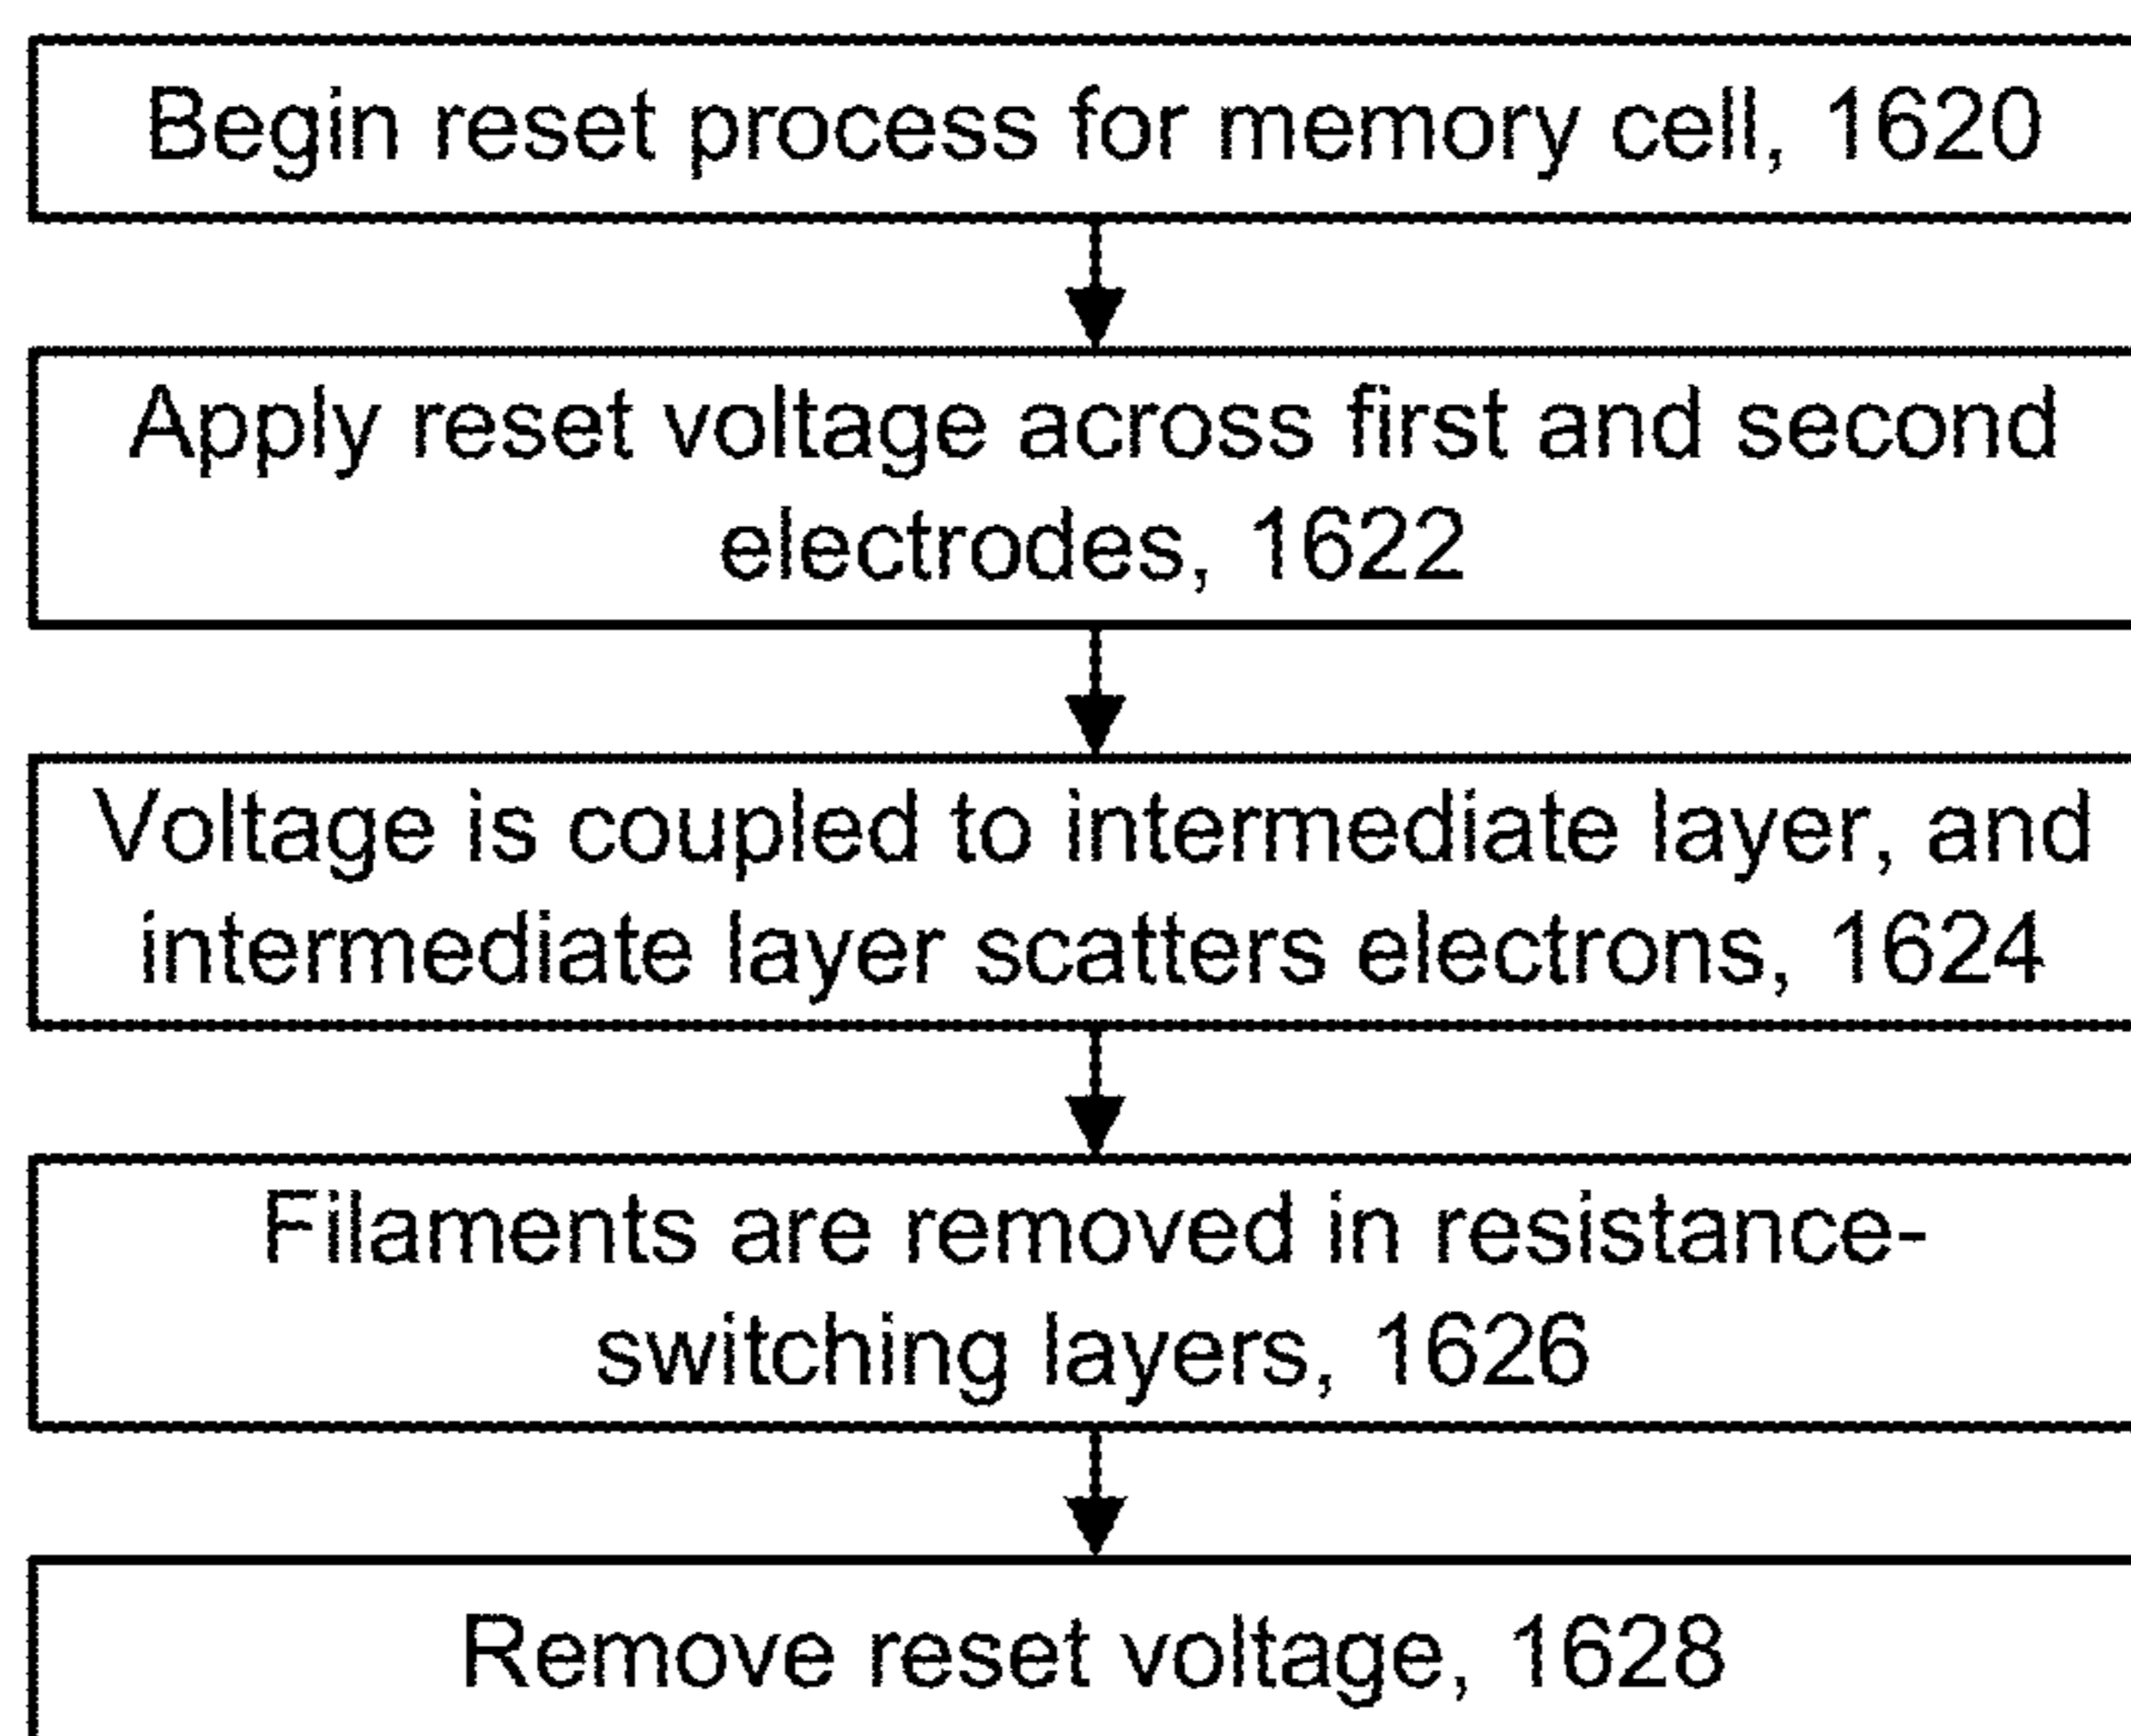 Begin reset process for memory cell, 1620
Apply reset voltage across first and second
electrodes, 1622
Voltage is coupled to intermediate layer, and
intermediate layer scatters electrons, 1624
Filaments are removed in resistance-
switching layers, 1626
Remove reset voltage, 1628